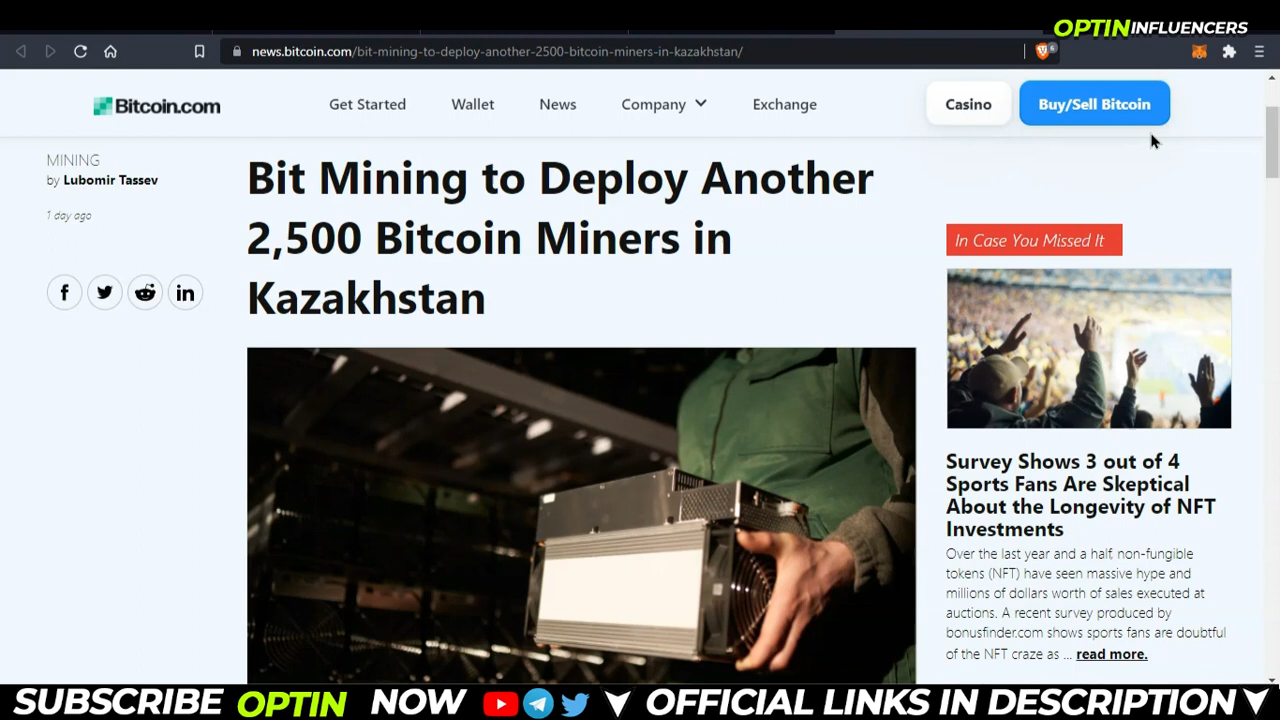 OPTIN INFLUENCERS
news.bitcoin.com/bit-mining-to-deploy-another-2500-bitcoin-miners-in-kazakhstan/
6
Bitcoin.com
Get Started
Wallet
News
Company
Exchange
Casino
Buy/Sell Bitcoin
MINING
by Lubomir Tassev
1 day ago
Bit Mining to Deploy Another
2,500 Bitcoin Miners in
Kazakhstan
In Case You Missed It
Survey Shows 3 out of 4
Sports Fans Are Skeptical
About the Longevity of NFT
Investments
Over the last year and a half, non-fungible
tokens (NFT) have seen massive hype and
millions of dollars worth of sales executed at
auctions. A recent survey produced by
bonusfinder.com shows sports fans are doubtful
of the NFT craze as ... read more.
SUBSCRIBE OPTIN NOW OFFICIAL LINKS IN DESCRIPTION